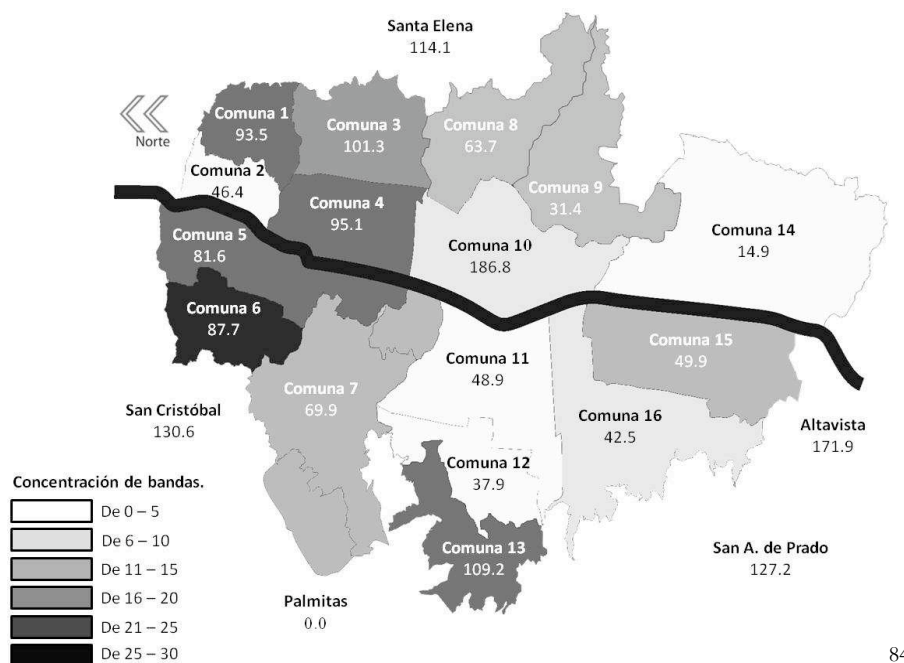 Santa Elena
114.1
Norte
Comuna 1
93.5
Comuna 3
101.3
Comuna 8
63.7
Comuna 2
46.4
Comuna 4
95.1
Comuna 9
31.4
Comuna 5
81.6
Comuna 10
186.8
Comuna 14
14.9
Comuna 6
87.7
Comuna 11
48.9
Comuna 15
49.9
Comuna 7
69.9
San Cristóbal
130.6
Comuna 16
42.5
Altavista
171.9
Comuna 12
37.9
Comuna 13
109.2
San A. de Prado
127.2
Palmitas
0.0
Concentración de bandas.
De 0 – 5
De 6 – 10
De 11 – 15
De 16 – 20
De 21 – 25
De 25 – 30
84